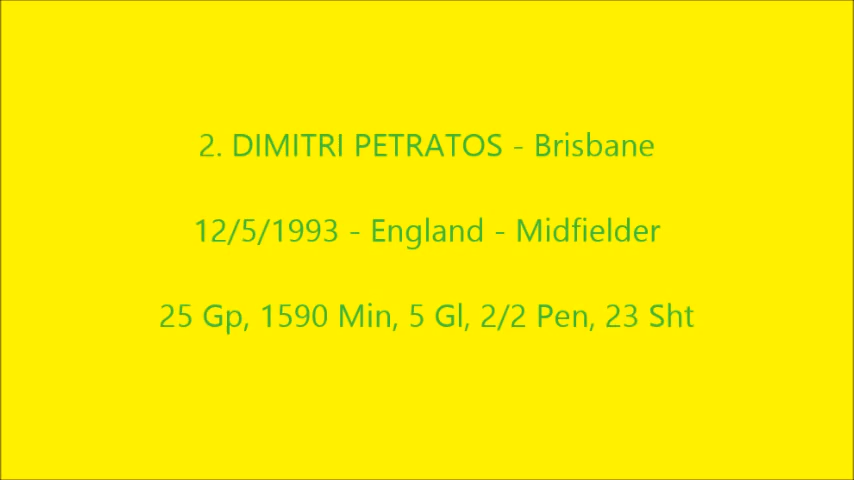 2. DIMITRI PETRATOS - Brisbane
12/5/1993 - England - Midfielder
25 Gp, 1590 Min, 5 Gl, 2/2 Pen, 23 Sht